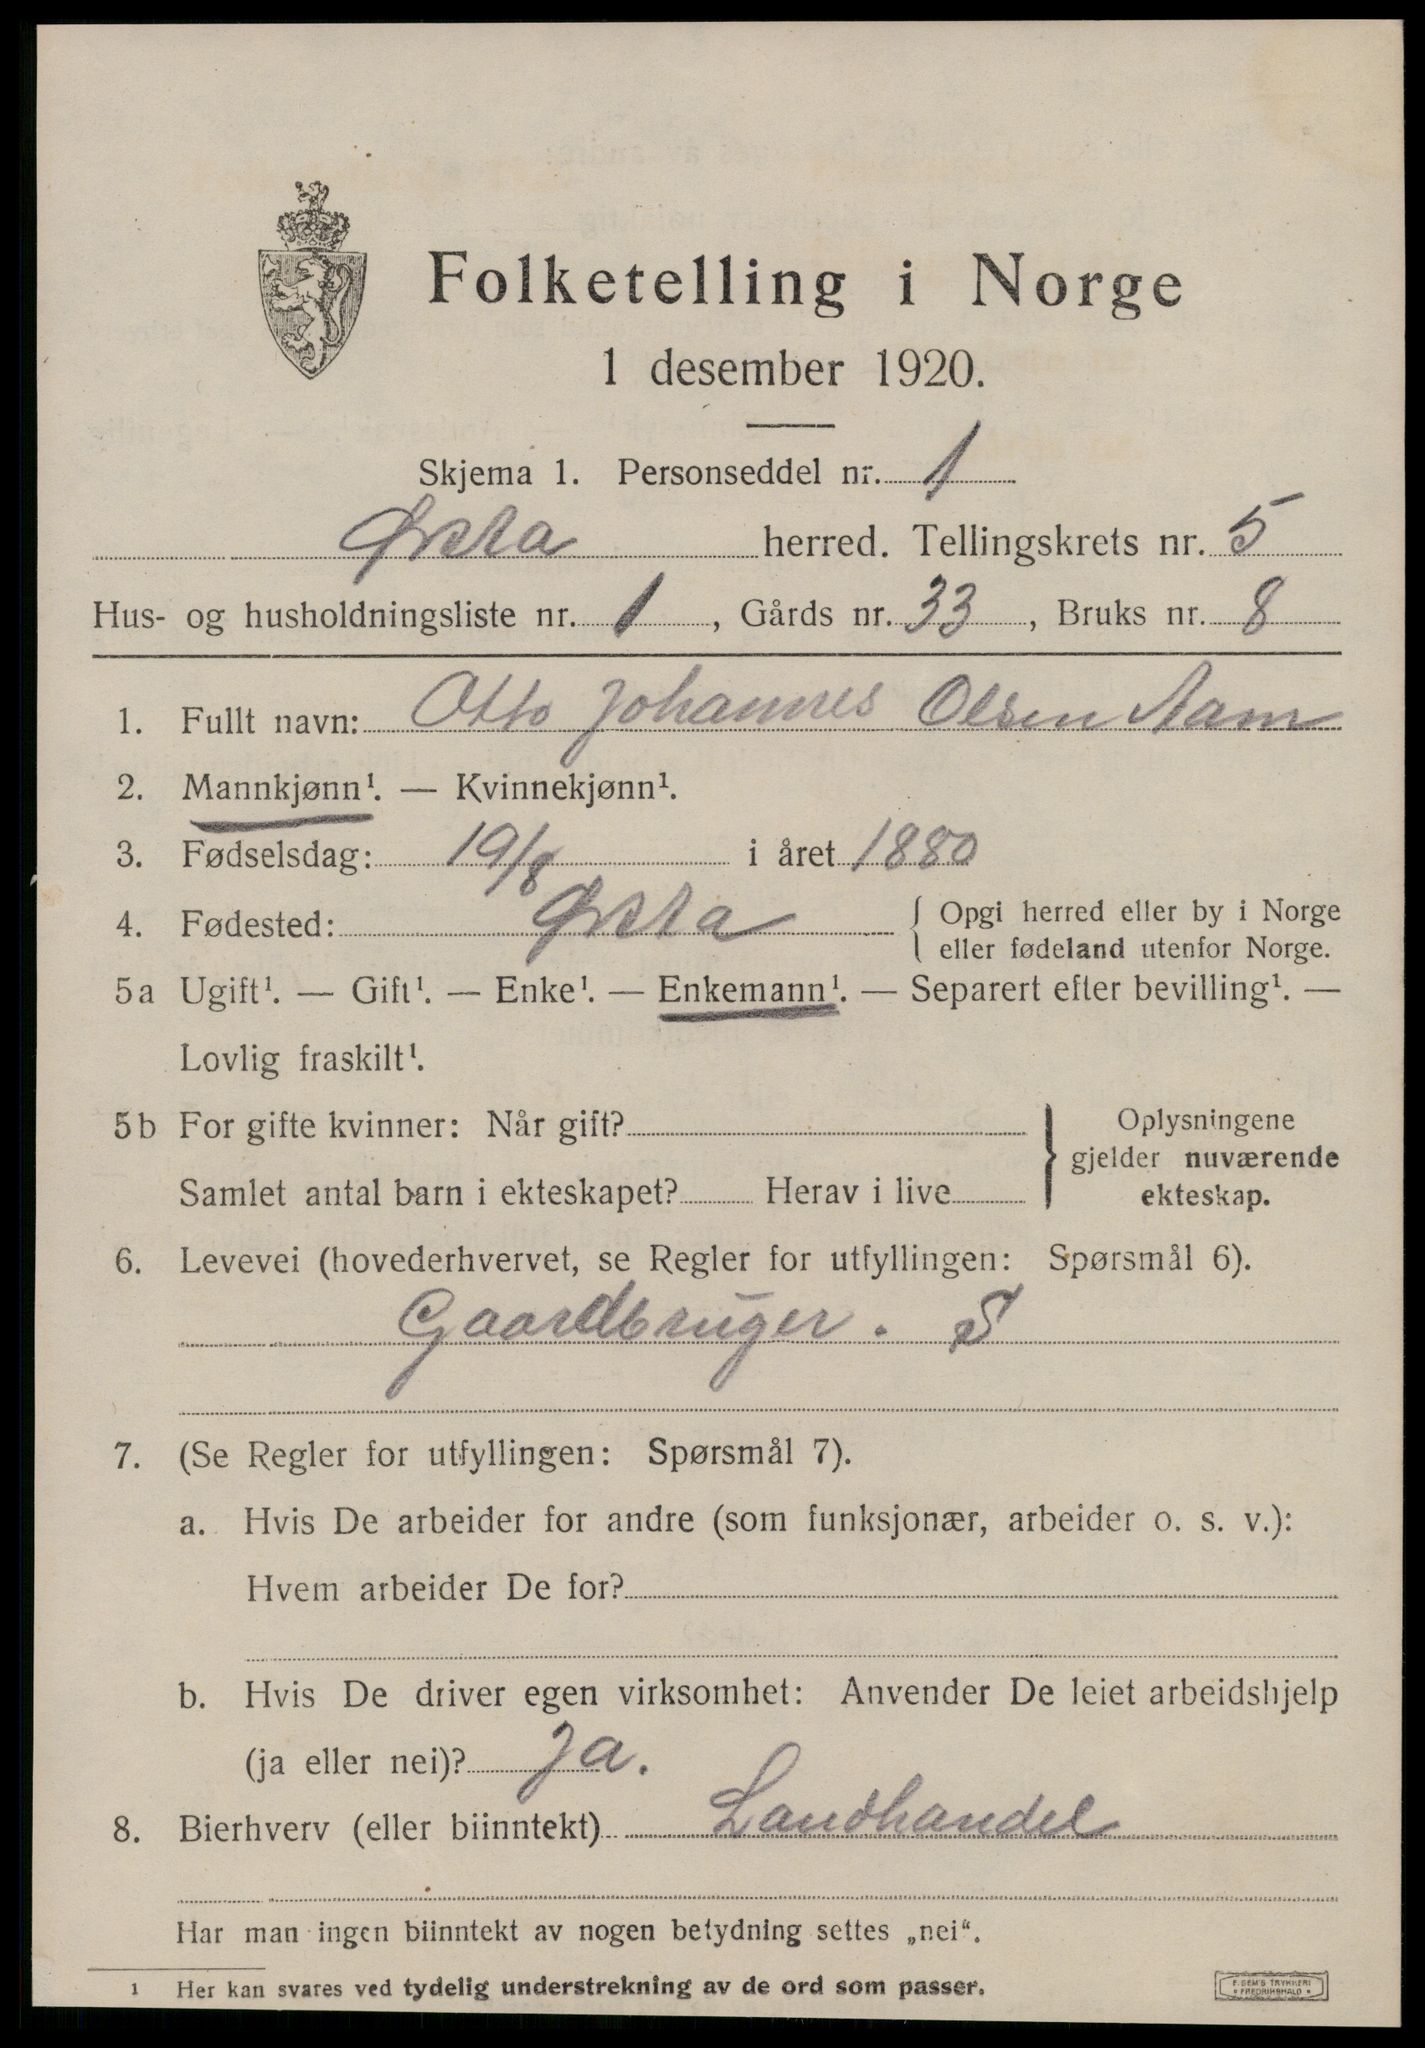 Folketelling i Norge
1 desember 1920.
Skjema 1. Personseddel nr. 1
Ørsta herred. Tellingskrets nr. 5
Hus- og husholdningsliste nr. 1, Gårds nr. 33, Bruks nr. 8
1. Fullt navn: Otto Johannes Olsen Aam
2. Mannkjønn¹. — Kvinnekjønn¹.
3. Fødselsdag: 19/8 i året 1880
4. Fødested: Ørsta { Opgi herred eller by i Norge
eller fødeland utenfor Norge.
5a Ugift¹. — Gift¹. — Enke¹. — Enkemann¹. — Separert efter bevilling¹. —
Lovlig fraskilt¹.
5b For gifte kvinner: Når gift? } Oplysningene
gjelder nuværende
Samlet antal barn i ekteskapet? Herav i live ekteskap.
6. Levevei (hovederhvervet, se Regler for utfyllingen: Spørsmål 6).
Gaardbruger. S
7. (Se Regler for utfyllingen: Spørsmål 7).
a. Hvis De arbeider for andre (som funksjonær, arbeider o. s. v.):
Hvem arbeider De for?
b. Hvis De driver egen virksomhet: Anvender De leiet arbeidshjelp
(ja eller nei)? Ja.
8. Bierhverv (eller biinntekt) Landhandel
Har man ingen biinntekt av nogen betydning settes „nei“.
1 Her kan svares ved tydelig understrekning av de ord som passer.
F. SEM'S TRYKKERI
FREDRIKSHALD